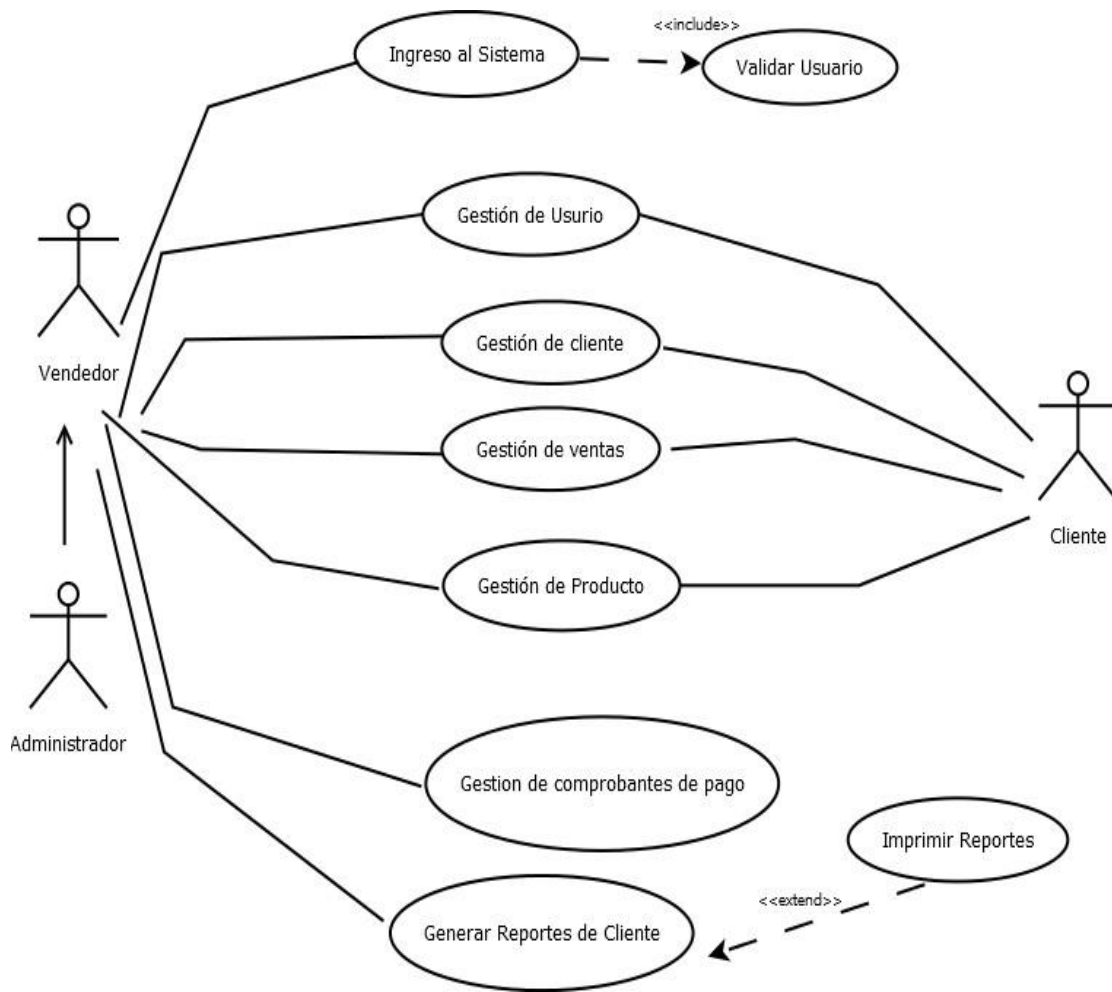 <<include>>
Ingreso al Sistema
Validar Usuario
Gestión de Usurio
Gestión de cliente
Vendedor
Gestión de ventas
Cliente
Gestión de Producto
Administrador
Gestion de comprobantes de pago
Imprimir Reportes
<<extend>>
Generar Reportes de Cliente